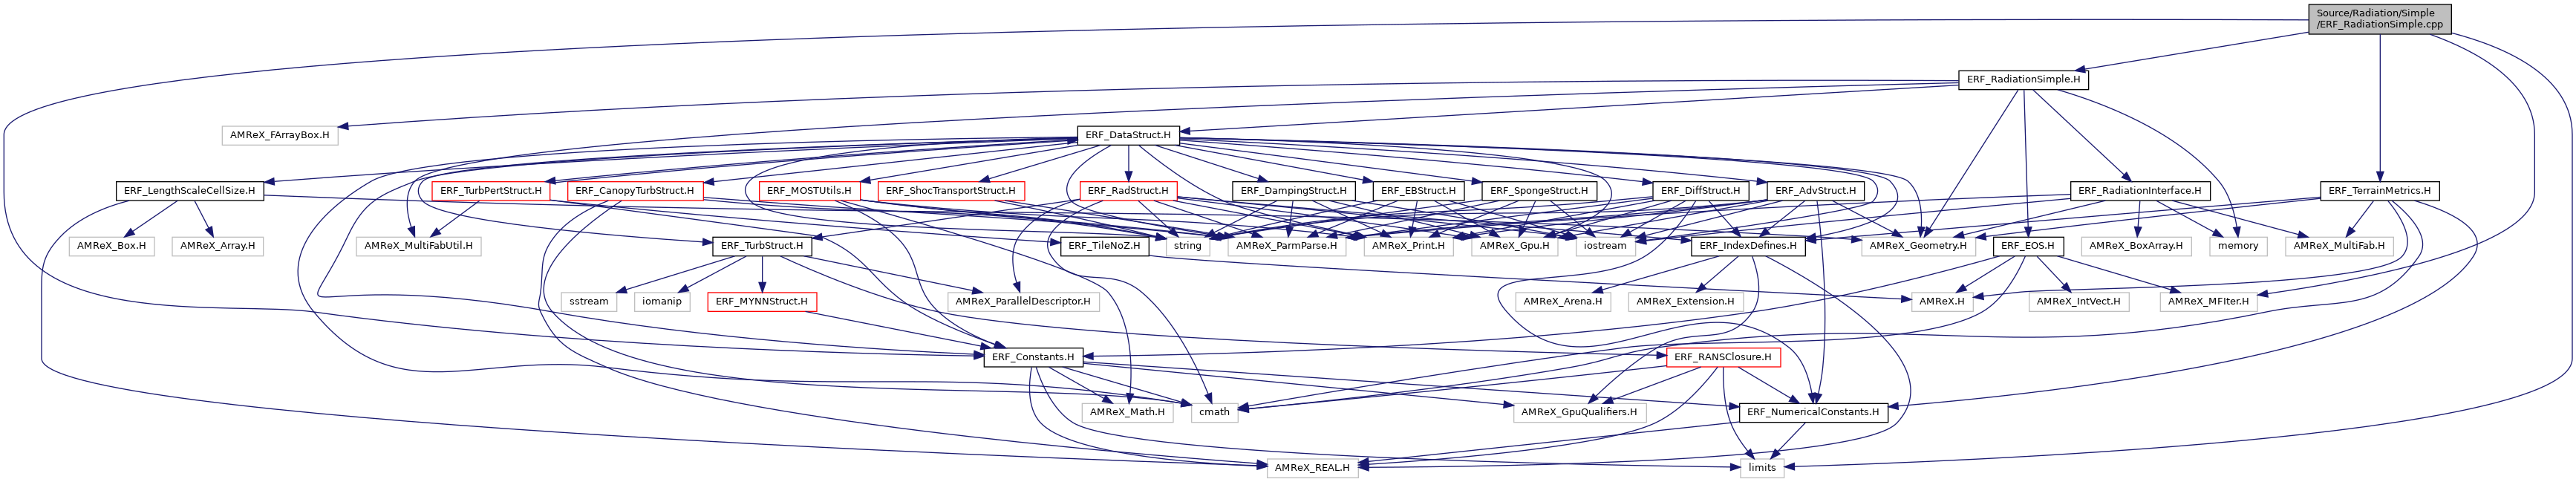 Source/Radiation/Simple
/ERF_RadiationSimple.cpp
ERF_RadiationSimple.H
AMReX_FArrayBox.H
ERF_DataStruct.H
ERF_LengthScaleCellSize.H
ERF_TurbPertStruct.H
ERF_CanopyTurbStruct.H
ERF_MOSTUtils.H
ERF_ShocTransportStruct.H
ERF_RadStruct.H
ERF_DampingStruct.H
ERF_EBStruct.H
ERF_SpongeStruct.H
ERF_DiffStruct.H
ERF_AdvStruct.H
ERF_RadiationInterface.H
ERF_TerrainMetrics.H
AMReX_Box.H
AMReX_Array.H
AMReX_MultiFabUtil.H
ERF_TurbStruct.H
ERF_TileNoZ.H
string
AMReX_ParmParse.H
AMReX_Print.H
AMReX_Gpu.H
iostream
ERF_IndexDefines.H
AMReX_Geometry.H
ERF_EOS.H
AMReX_BoxArray.H
memory
AMReX_MultiFab.H
sstream
iomanip
ERF_MYNNStruct.H
AMReX_ParallelDescriptor.H
AMReX_Arena.H
AMReX_Extension.H
AMReX.H
AMReX_IntVect.H
AMReX_MFIter.H
ERF_Constants.H
ERF_RANSClosure.H
AMReX_Math.H
cmath
AMReX_GpuQualifiers.H
ERF_NumericalConstants.H
AMReX_REAL.H
limits